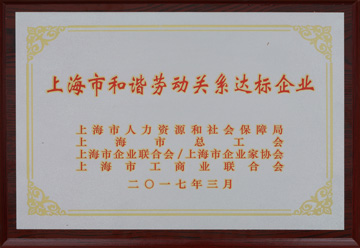 上海市和谐劳动关系达标企业
上海市人力资源和社会保障局
上海市总工会
上海市企业联合会/上海市企业家协会
上海市工商业联合会
二〇一七年三月